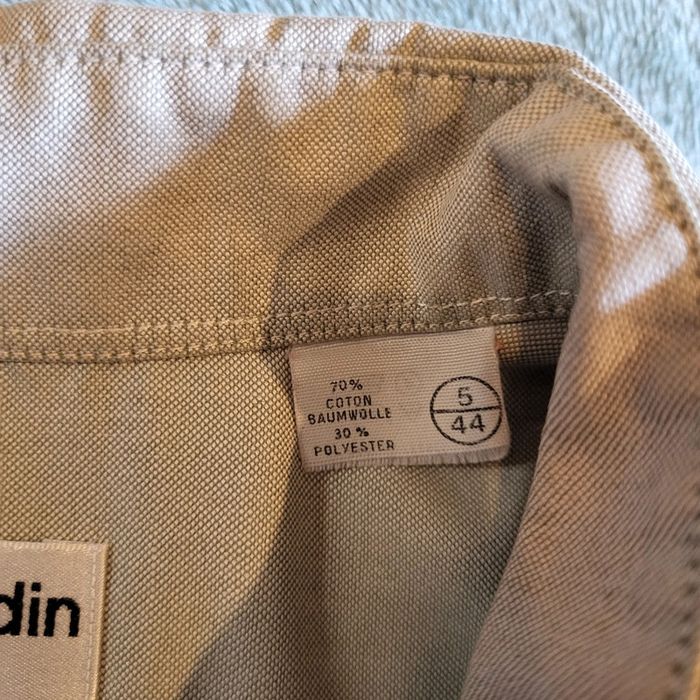 70%
COTON
BAUMWOLLE
30%
POLYESTER
5
44
din